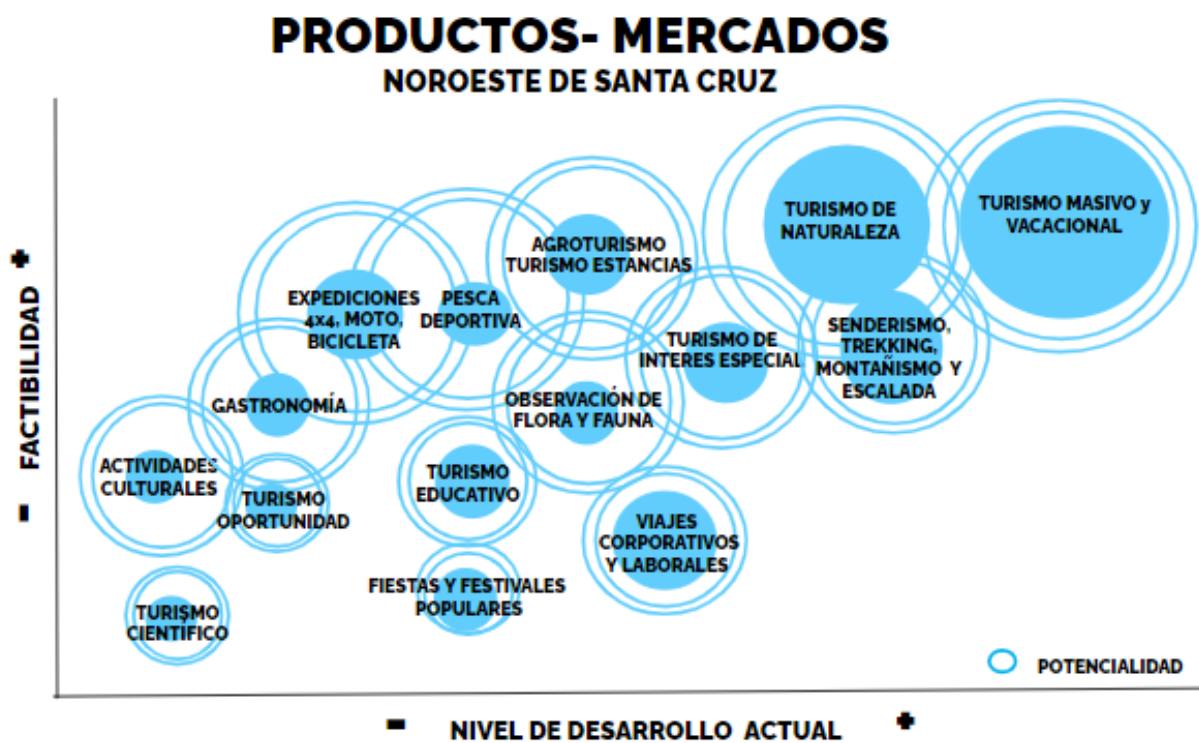 PRODUCTOS- MERCADOS
NOROESTE DE SANTA CRUZ
TURISMO DE
NATURALEZA
TURISMO MASIVO y
VACACIONAL
AGROTURISMO
TURISMO ESTANCIAS
EXPEDICIONES
4x4, MOTO,
BICICLETA
PESCA
DEPORTIVA
TURISMO DE
INTERES ESPECIAL
SENDERISMO,
TREKKING,
MONTAÑISMO Y
ESCALADA
GASTRONOMÍA
OBSERVACIÓN DE
FLORA Y FAUNA
ACTIVIDADES
CULTURALES
TURISMO
OPORTUNIDAD
TURISMO
EDUCATIVO
VIAJES
CORPORATIVOS
Y LABORALES
FIESTAS Y FESTIVALES
POPULARES
TURISMO
CIENTÍFICO
POTENCIALIDAD
- FACTIBILIDAD +
- NIVEL DE DESARROLLO ACTUAL +